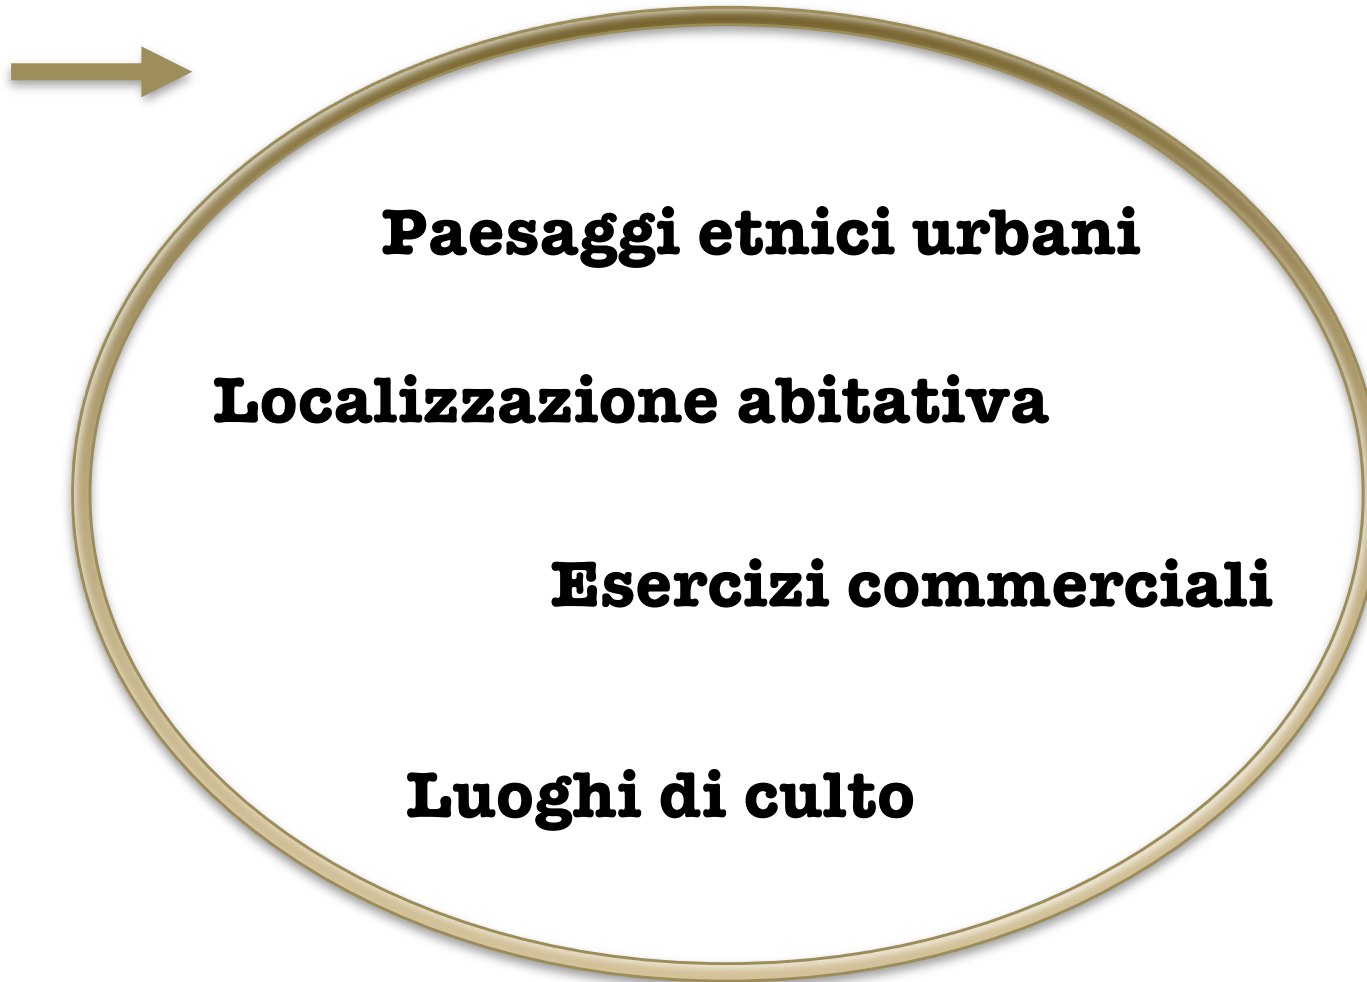 Paesaggi etnici urbani
Localizzazione abitativa
Esercizi commerciali
Luoghi di culto